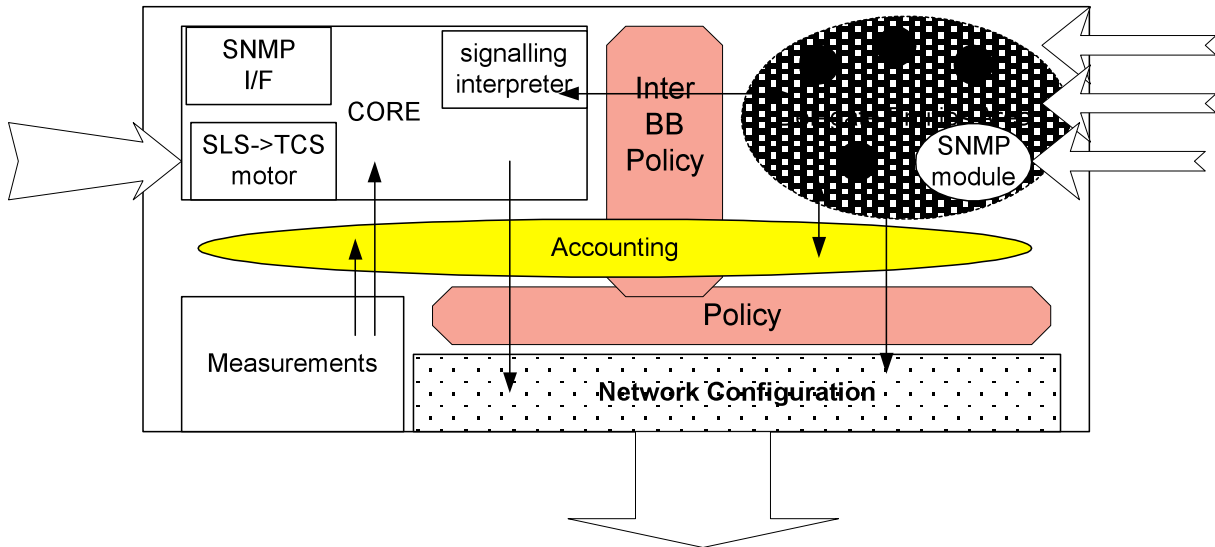 SNMP
I/F
signalling
interpreter
CORE
SLS->TCS
motor
Inter
BB
Policy
SNMP
module
Accounting
Policy
Measurements
Network Configuration